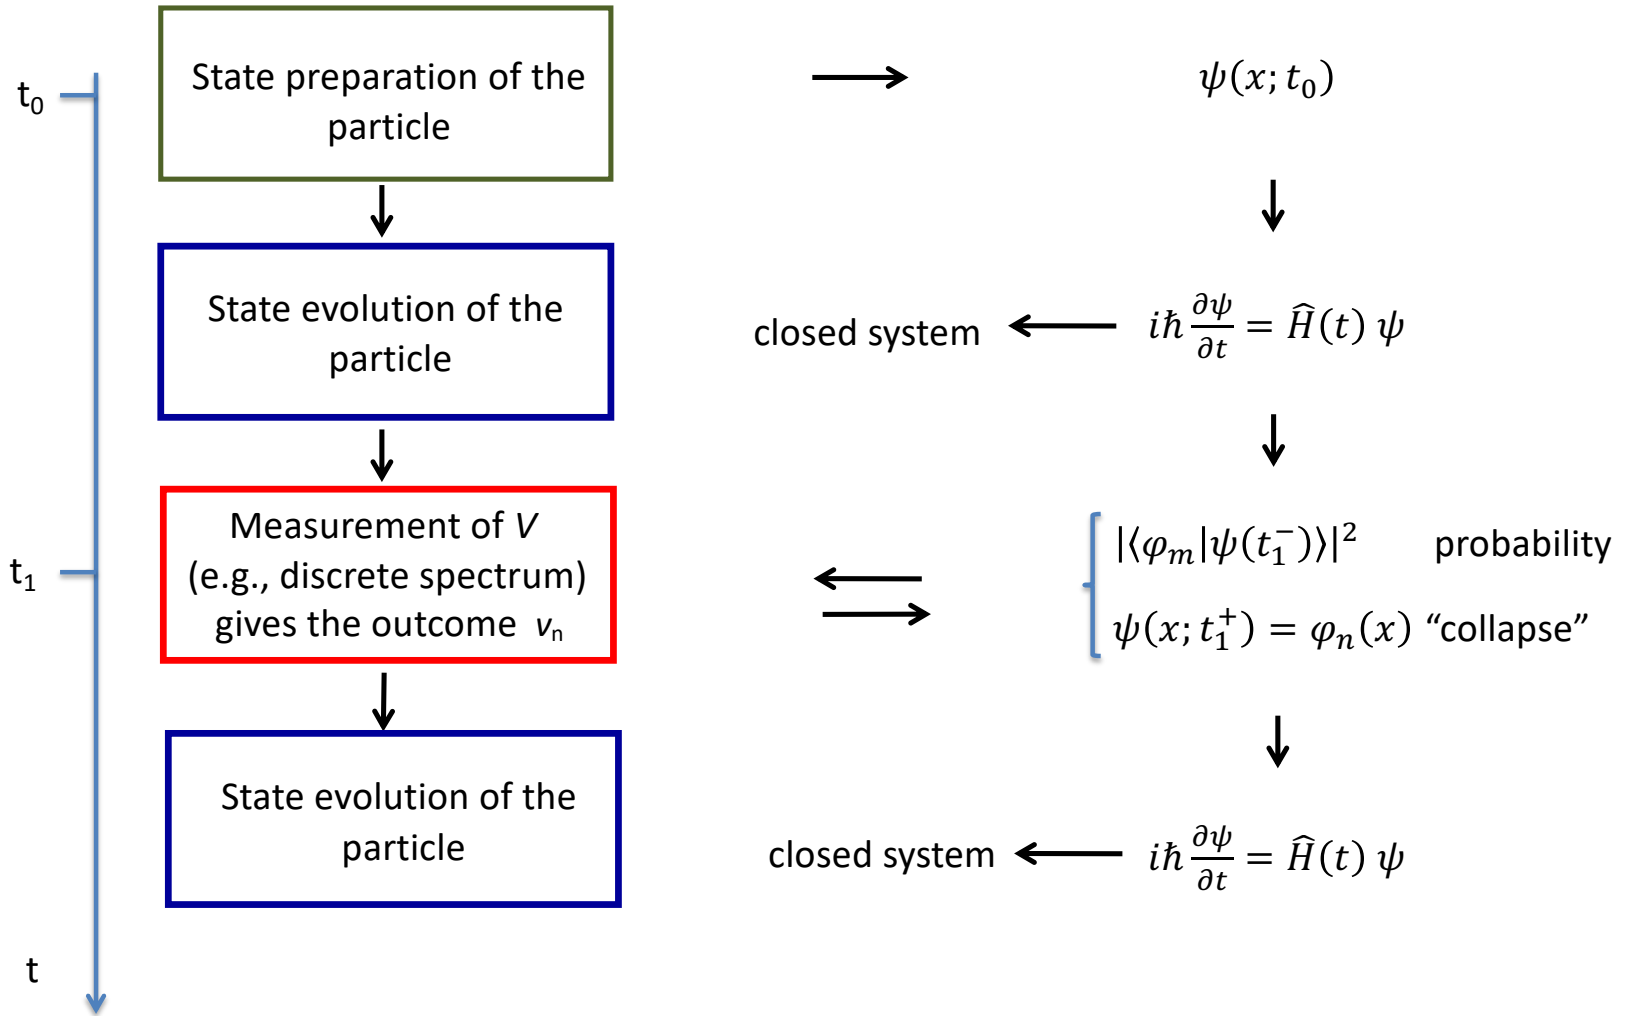 State preparation of the
particle
ψ(x; t₀)
t₀
State evolution of the
particle
closed system
iℏ ∂ψ/∂t = Ĥ(t) ψ
Measurement of V
(e.g., discrete spectrum)
gives the outcome vₙ
t₁
|⟨φₘ|ψ(t₁⁻)⟩|² probability
ψ(x; t₁⁺) = φₙ(x) “collapse”
State evolution of the
particle
closed system
iℏ ∂ψ/∂t = Ĥ(t) ψ
t